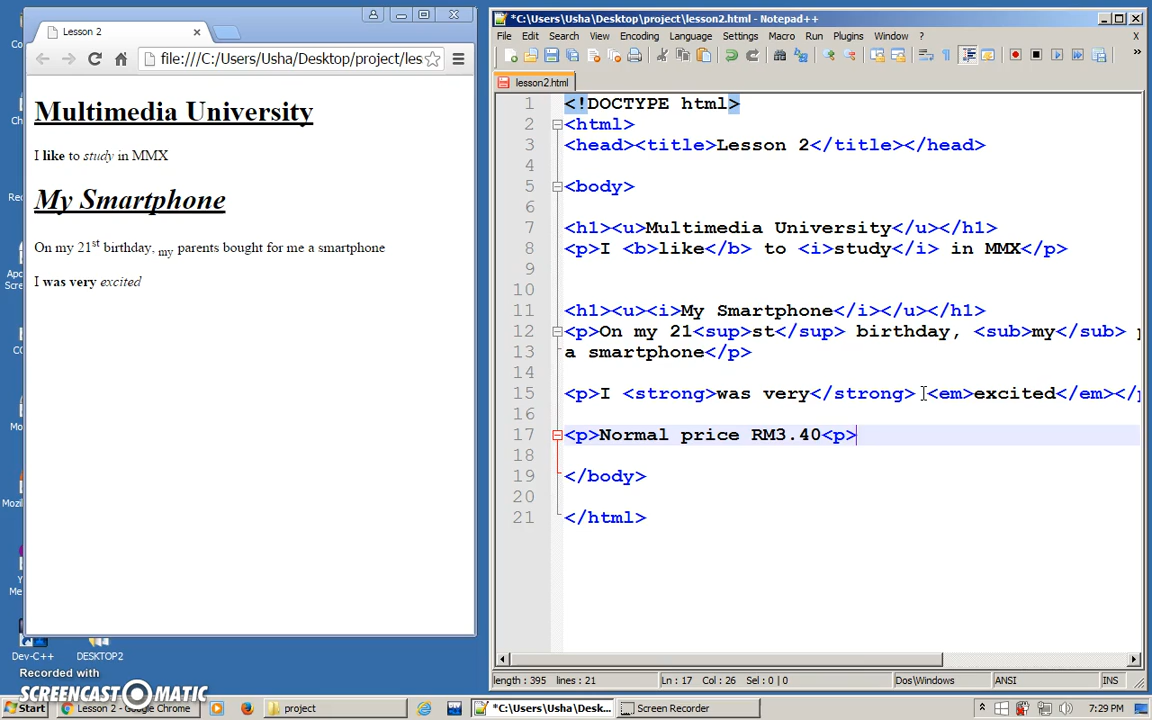 Lesson 2
file:///C:/Users/Usha/Desktop/project/les
Multimedia University
I like to study in MMX
My Smartphone
On my 21st birthday, my parents bought for me a smartphone
I was very excited
*C:\Users\Usha\Desktop\project\lesson2.html - Notepad++
File Edit Search View Encoding Language Settings Macro Run Plugins Window ?
X
lesson2.html
1 <!DOCTYPE html>
2 <html>
3 <head><title>Lesson 2</title></head>
4
5 <body>
6
7 <h1><u>Multimedia University</u></h1>
8 <p>I <b>like</b> to <i>study</i> in MMX</p>
9
10
11 <h1><u><i>My Smartphone</i></u></h1>
12 <p>On my 21<sup>st</sup> birthday, <sub>my</sub> p
13 a smartphone</p>
14
15 <p>I <strong>was very</strong> <em>excited</em></p
16
17 <p>Normal price RM3.40<p>
18
19 </body>
20
21 </html>
length : 395 lines : 21
Ln : 17 Col : 26 Sel : 0 | 0
Dos\Windows
ANSI
INS
Dev-C++
DESKTOP2
Recorded with
SCREENCAST-O-MATIC
Start
Lesson 2 - Google Chrome
project
*C:\Users\Usha\Desk...
Screen Recorder
7:29 PM